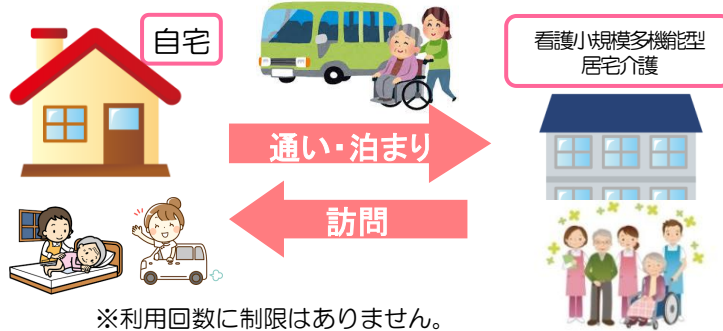 自宅
看護小規模多機能型
居宅介護
通い・泊まり
訪問
※利用回数に制限はありません。